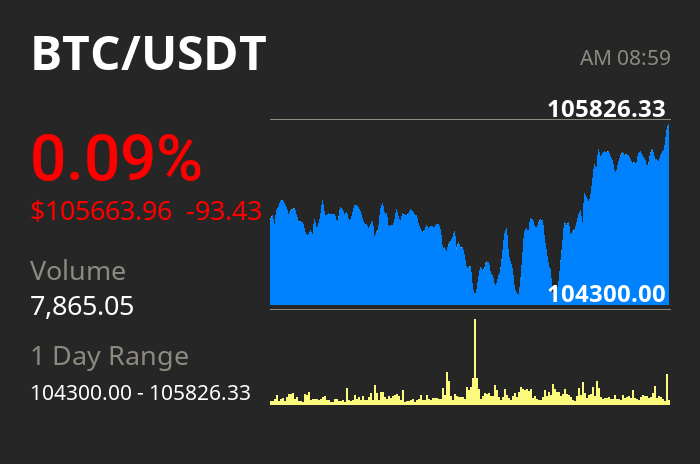 BTC/USDT
AM 08:59
105826.33
0.09%
$105663.96 -93.43
Volume
7,865.05
104300.00
1 Day Range
104300.00 - 105826.33